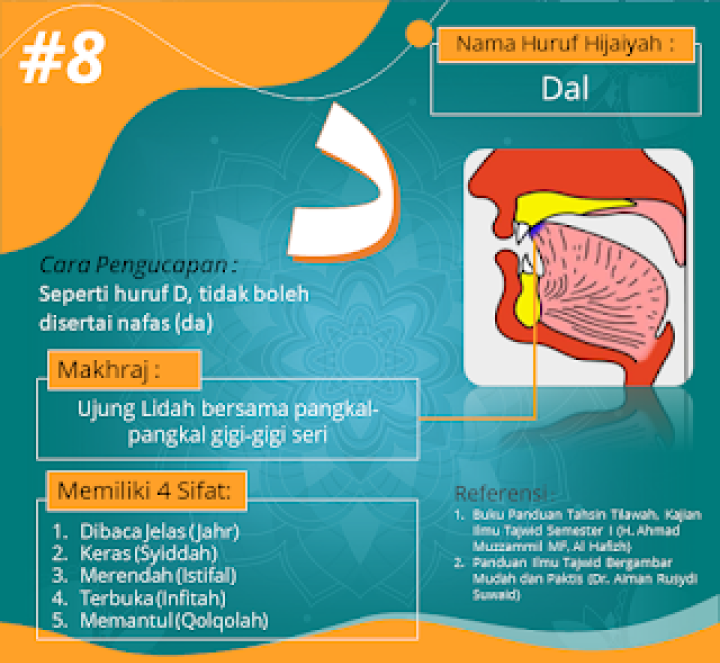 #8
Nama Huruf Hijaiyah :
Dal
د
Cara Pengucapan :
Seperti huruf D, tidak boleh
disertai nafas (da)
Makhraj :
Ujung Lidah bersama pangkal-
pangkal gigi-gigi seri
Memiliki 4 Sifat:
1. Dibaca Jelas (Jahr)
2. Keras (Syiddah)
3. Merendah (Istifal)
4. Terbuka (Infitah)
5. Memantul (Qolqolah)
Referensi:
1. Buku Panduan Tahsin Tilawah, Kajian
Ilmu Tajwid Semester I (H. Ahmad
Muzzammil MF, Al Hafizh)
2. Panduan Ilmu Tajwid Bergambar
Mudah dan Paktis (Dr. Aiman Rusydi
Suwaid)